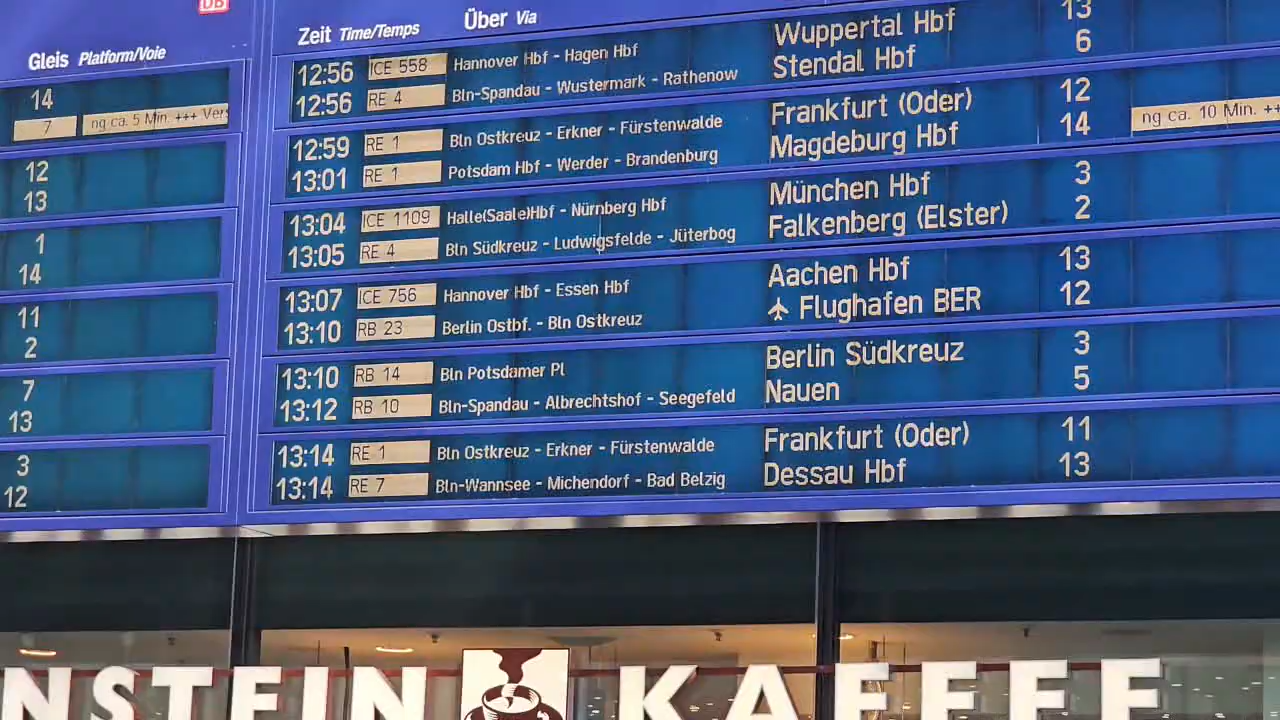 DB
Gleis Platform/Voie
14
7 ng ca. 5 Min. +++ Ver
12
13
1
14
11
2
7
13
3
12
Zeit Time/Temps Über Via
12:56 ICE 558 Hannover Hbf - Hagen Hbf Wuppertal Hbf 13
12:56 RE 4 Bln-Spandau - Wustermark - Rathenow Stendal Hbf 6
12:59 RE 1 Bln Ostkreuz - Erkner - Fürstenwalde Frankfurt (Oder) 12
13:01 RE 1 Potsdam Hbf - Werder - Brandenburg Magdeburg Hbf 14 ng ca. 10 Min. ++
13:04 ICE 1109 Halle(Saale)Hbf - Nürnberg Hbf München Hbf 3
13:05 RE 4 Bln Südkreuz - Ludwigsfelde - Jüterbog Falkenberg (Elster) 2
13:07 ICE 756 Hannover Hbf - Essen Hbf Aachen Hbf 13
13:10 RB 23 Berlin Ostbf. - Bln Ostkreuz Flughafen BER 12
13:10 RB 14 Bln Potsdamer Pl Berlin Südkreuz 3
13:12 RB 10 Bln-Spandau - Albrechtshof - Seegefeld Nauen 5
13:14 RE 1 Bln Ostkreuz - Erkner - Fürstenwalde Frankfurt (Oder) 11
13:14 RE 7 Bln-Wannsee - Michendorf - Bad Belzig Dessau Hbf 13
NSTEIN KAFFEE